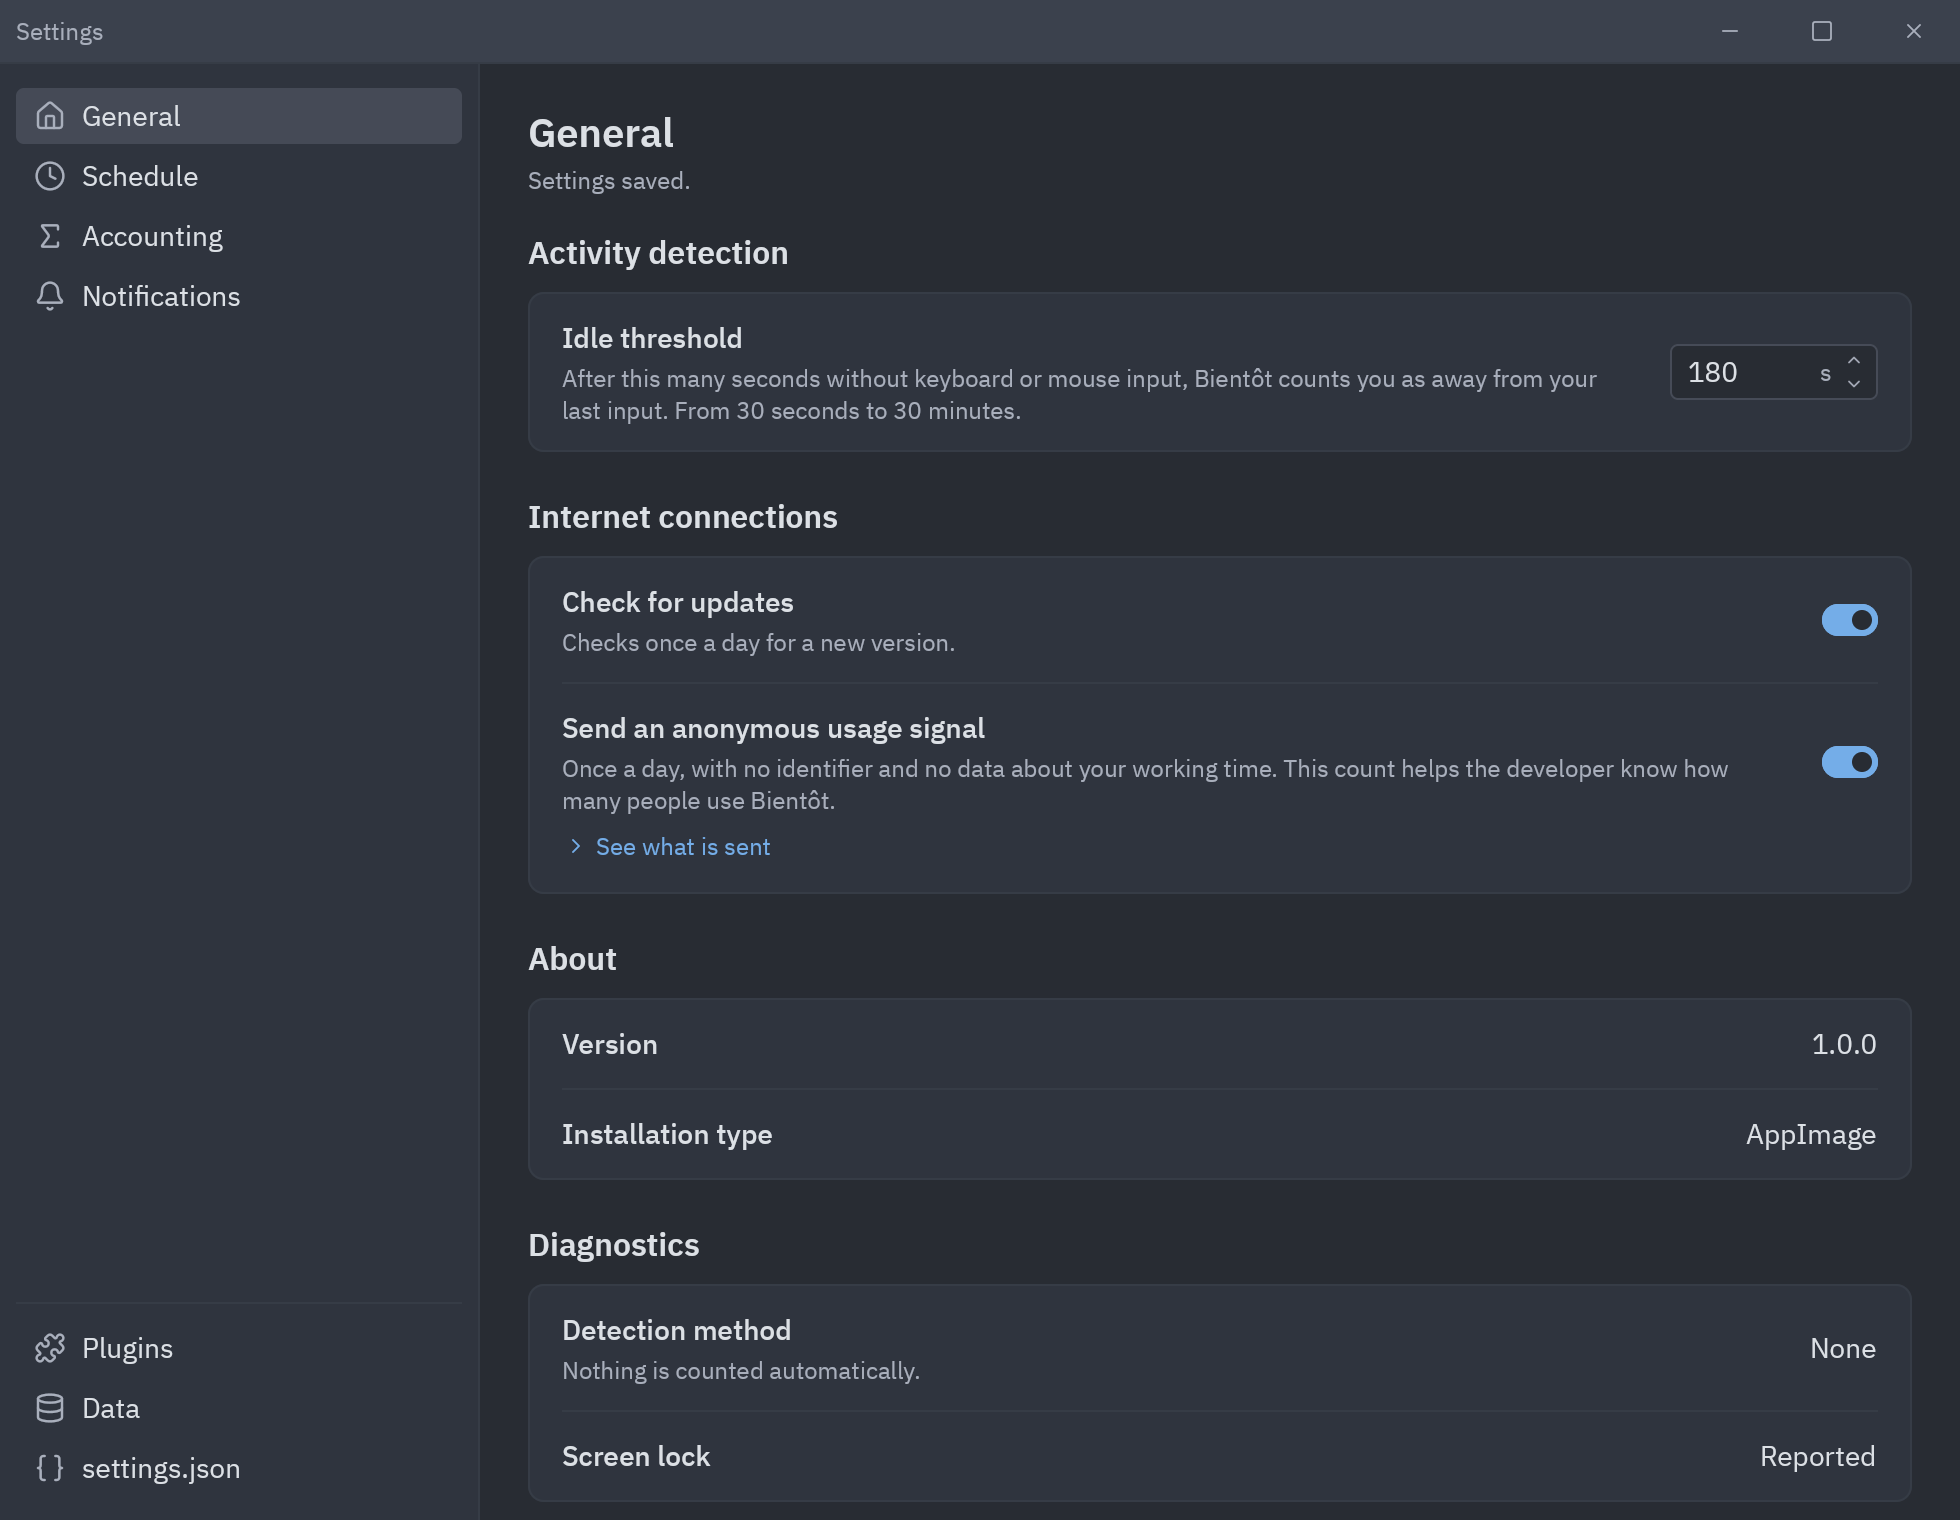 Settings
General
Schedule
Accounting
Notifications
Plugins
Data
settings.json
General
Settings saved.
Activity detection
Idle threshold
After this many seconds without keyboard or mouse input, Bientôt counts you as away from your
last input. From 30 seconds to 30 minutes.
180 s
Internet connections
Check for updates
Checks once a day for a new version.
Send an anonymous usage signal
Once a day, with no identifier and no data about your working time. This count helps the developer know how
many people use Bientôt.
See what is sent
About
Version 1.0.0
Installation type AppImage
Diagnostics
Detection method
Nothing is counted automatically.
None
Screen lock Reported